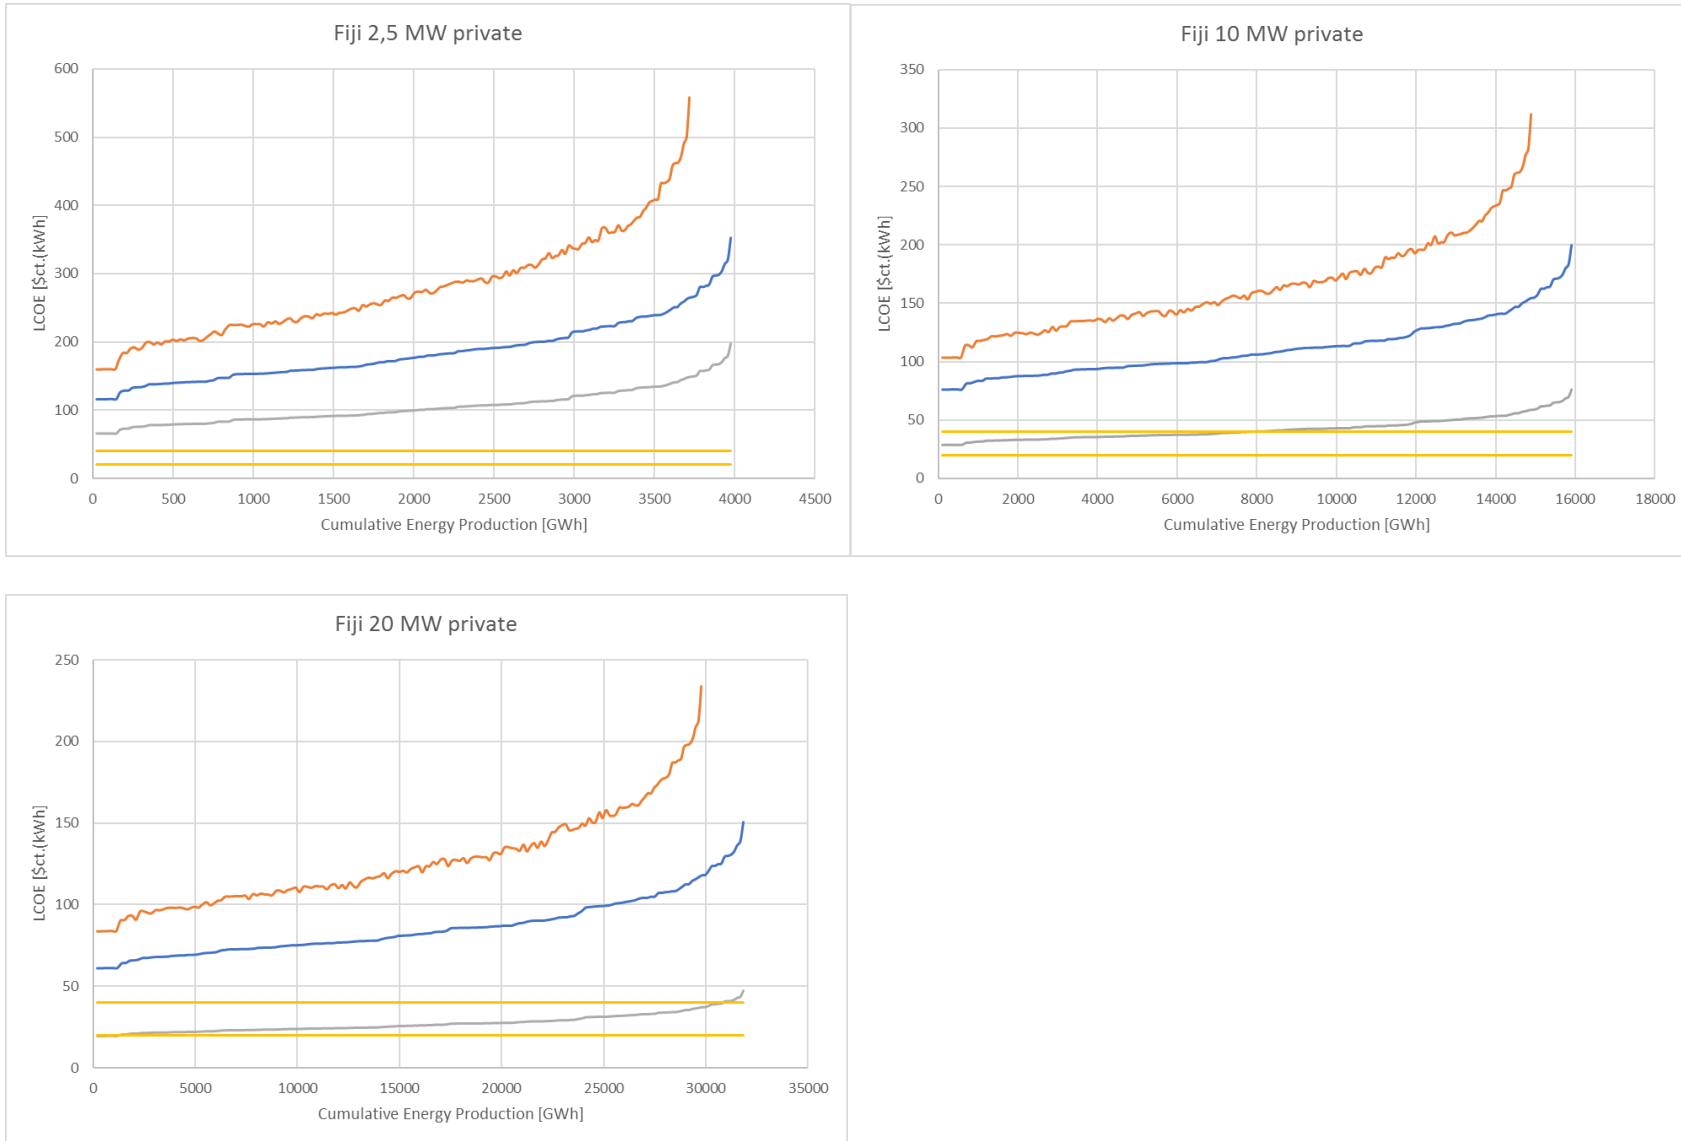 Fiji 2,5 MW private
600
500
400
300
200
100
0
LCOE [$ct.(kWh]
0 500 1000 1500 2000 2500 3000 3500 4000 4500
Cumulative Energy Production [GWh]
Fiji 10 MW private
350
300
250
200
150
100
50
0
LCOE [$ct.(kWh]
0 2000 4000 6000 8000 10000 12000 14000 16000 18000
Cumulative Energy Production [GWh]
Fiji 20 MW private
250
200
150
100
50
0
LCOE [$ct.(kWh]
0 5000 10000 15000 20000 25000 30000 35000
Cumulative Energy Production [GWh]